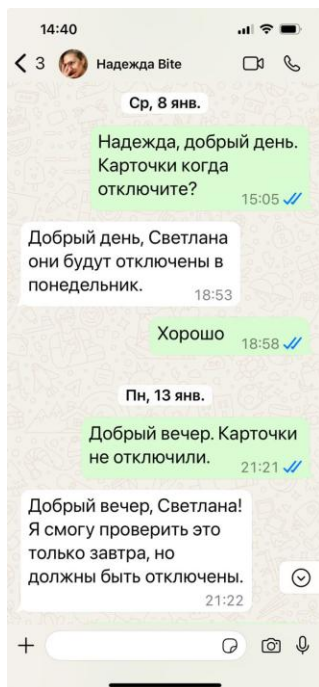 14:40
3 Надежда Bite
Ср, 8 янв.
Надежда, добрый день.
Карточки когда
отключите?
15:05
Добрый день, Светлана
они будут отключены в
понедельник.
18:53
Хорошо
18:58
Пн, 13 янв.
Добрый вечер. Карточки
не отключили.
21:21
Добрый вечер, Светлана!
Я смогу проверить это
только завтра, но
должны быть отключены.
21:22